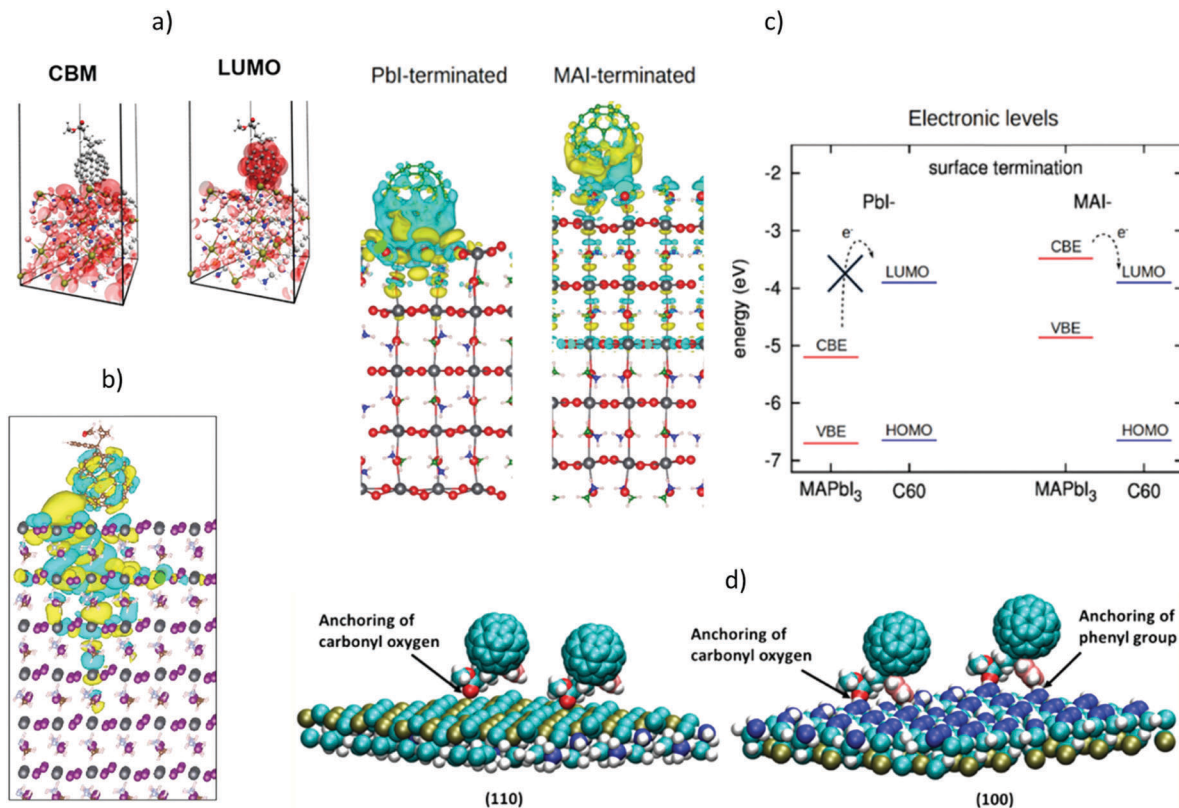 a)
CBM
LUMO
PbI-terminated
MAI-terminated
b)
c)
Electronic levels
surface termination
PbI-
MAI-
energy (eV)
-2
-3
-4
-5
-6
-7
e-
CBE
VBE
LUMO
HOMO
CBE
e-
VBE
LUMO
HOMO
MAPbI3
C60
MAPbI3
C60
d)
Anchoring of
carbonyl oxygen
(110)
Anchoring of
carbonyl oxygen
Anchoring of
phenyl group
(100)